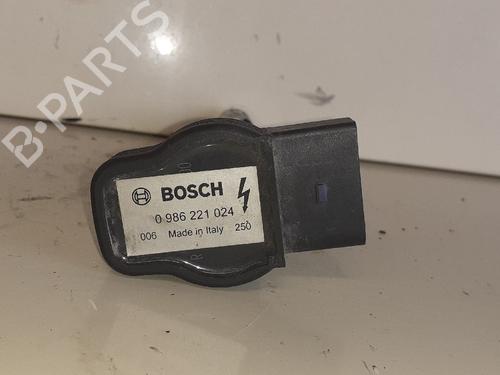 B-PARTS
BOSCH
0 986 221 024
006 Made in Italy 250